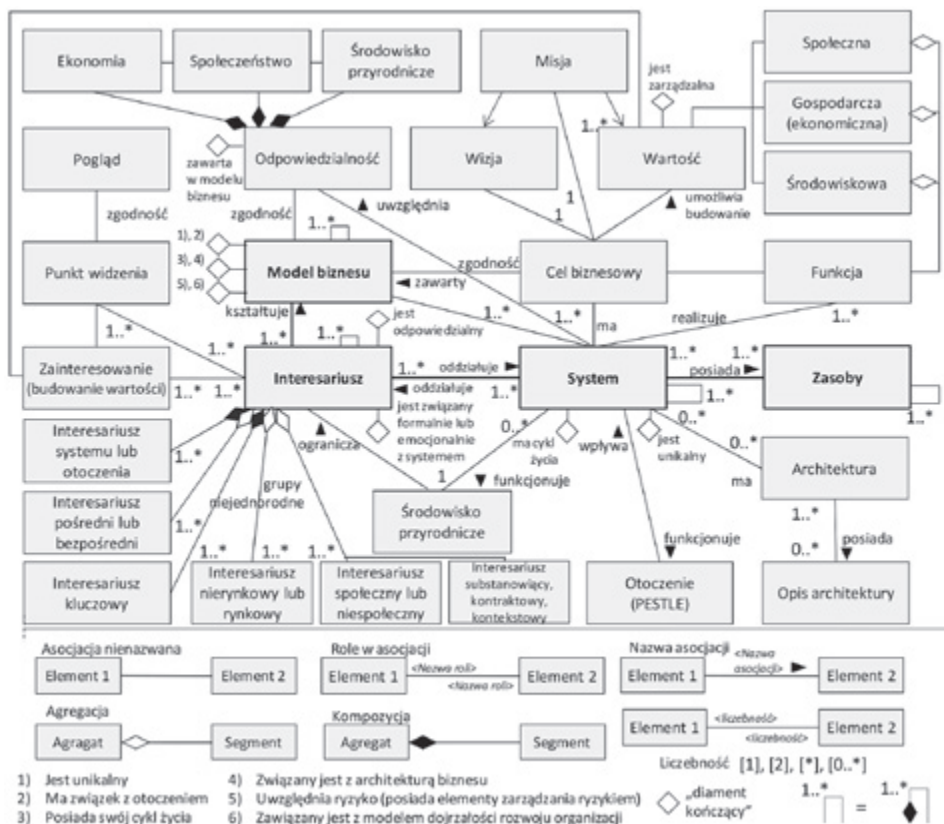 Ekonomia
Społeczeństwo
Środowisko
przyrodnicze
Misja
jest
zarządzalna
Społeczna
Gospodarcza
(ekonomiczna)
Środowiskowa
Pogląd
zawarta
w modelu
biznesu
Odpowiedzialność
Wizja
1..*
Wartość
zgodność
zgodność
1..*
uwzględnia
1
1
umożliwia
budowanie
Punkt widzenia
1), 2)
3), 4)
5), 6)
Model biznesu
zgodność
zawarty
Cel biznesowy
Funkcja
kształtuje
1..*
jest
odpowiedzialny
1..*
1..*
ma
realizuje
1..*
1..*
1..*
Zainteresowanie
(budowanie wartości)
1..*
1..*
Interesariusz
1..*
oddziałuje
1..*
oddziałuje
System
1..*
1..*
posiada
1..*
Zasoby
1..*
jest związany
formalnie lub
emocjonalnie
z systemem
ogranicza
0..*
ma cykl
życia
wpływa
0..*
jest
unikalny
0..*
ma
Interesariusz
systemu lub
otoczenia
1..*
grupy
niejednorodne
1
funkcjonuje
Architektura
Interesariusz
pośredni lub
bezpośredni
1..*
Środowisko
przyrodnicze
1..*
0..*
posiada
1..*
1..*
1..*
funkcjonuje
Interesariusz
kluczowy
Interesariusz
nierynkowy lub
rynkowy
Interesariusz
społeczny lub
niespołeczny
Interesariusz
substanowiący,
kontraktowy,
kontekstowy
Otoczenie
(PESTLE)
Opis architektury
Asocjacja nienazwana
Element 1
Element 2
Role w asocjacji
Element 1
<Nazwa roli>
<Nazwa roli>
Element 2
Nazwa asocjacji
Element 1
<Nazwa
asocjacji>
Element 2
Agregacja
Agragat
Segment
Kompozycja
Agregat
Segment
Element 1
<liczebność>
<liczebność>
Element 2
Liczebność [1], [2], [*], [0..*]
1) Jest unikalny
2) Ma związek z otoczeniem
3) Posiada swój cykl życia
4) Związany jest z architekturą biznesu
5) Uwzględnia ryzyko (posiada elementy zarządzania ryzykiem)
6) Zawiązany jest z modelem dojrzałości rozwoju organizacji
„diament
kończący"
1..*
=
1..*